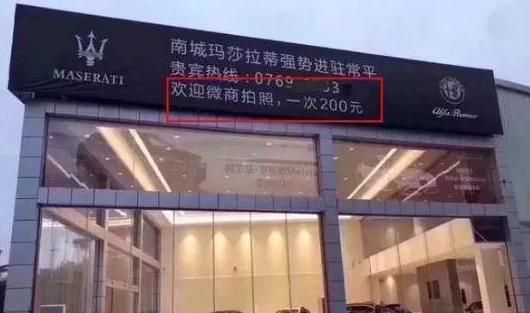 南城玛莎拉蒂强势进驻常平
贵宾热线：0769
欢迎微商拍照，一次200元
MASERATI
Alfa Romeo